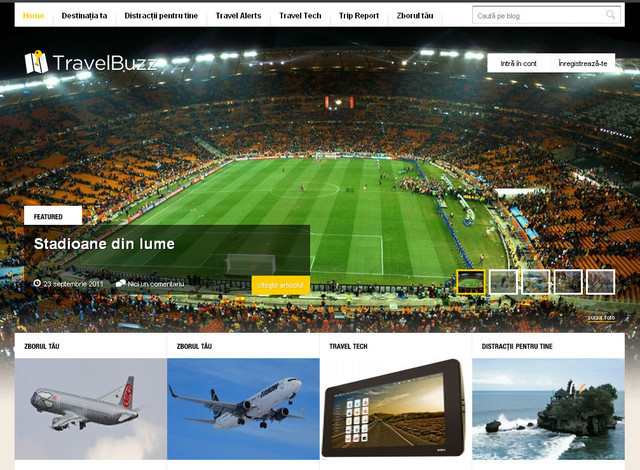 Home Destinația ta Distracții pentru tine Travel Alerts Travel Tech Trip Report Zborul tău
Caută pe blog
TravelBuzz
Intră în cont Înregistrează-te
FEATURED
Stadioane din lume
23 septembrie 2011 Nici un comentariu citește articolul
sursa foto
ZBORUL TĂU ZBORUL TĂU TRAVEL TECH DISTRACȚII PENTRU TINE